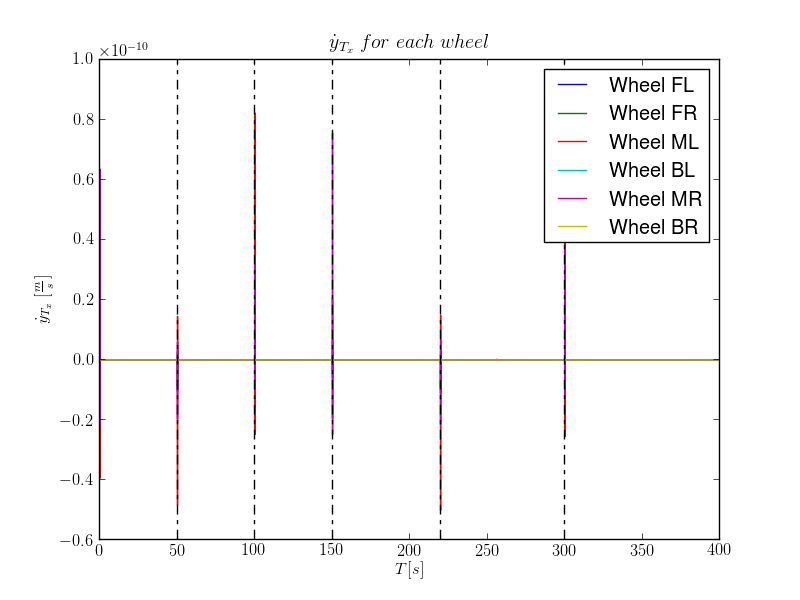 ẏ_{T_x} for each wheel
×10⁻¹⁰
1.0
0.8
0.6
0.4
0.2
0.0
−0.2
−0.4
−0.6
ẏ_{T_x} [m/s]
Wheel FL
Wheel FR
Wheel ML
Wheel BL
Wheel MR
Wheel BR
0 50 100 150 200 250 300 350 400
T[s]